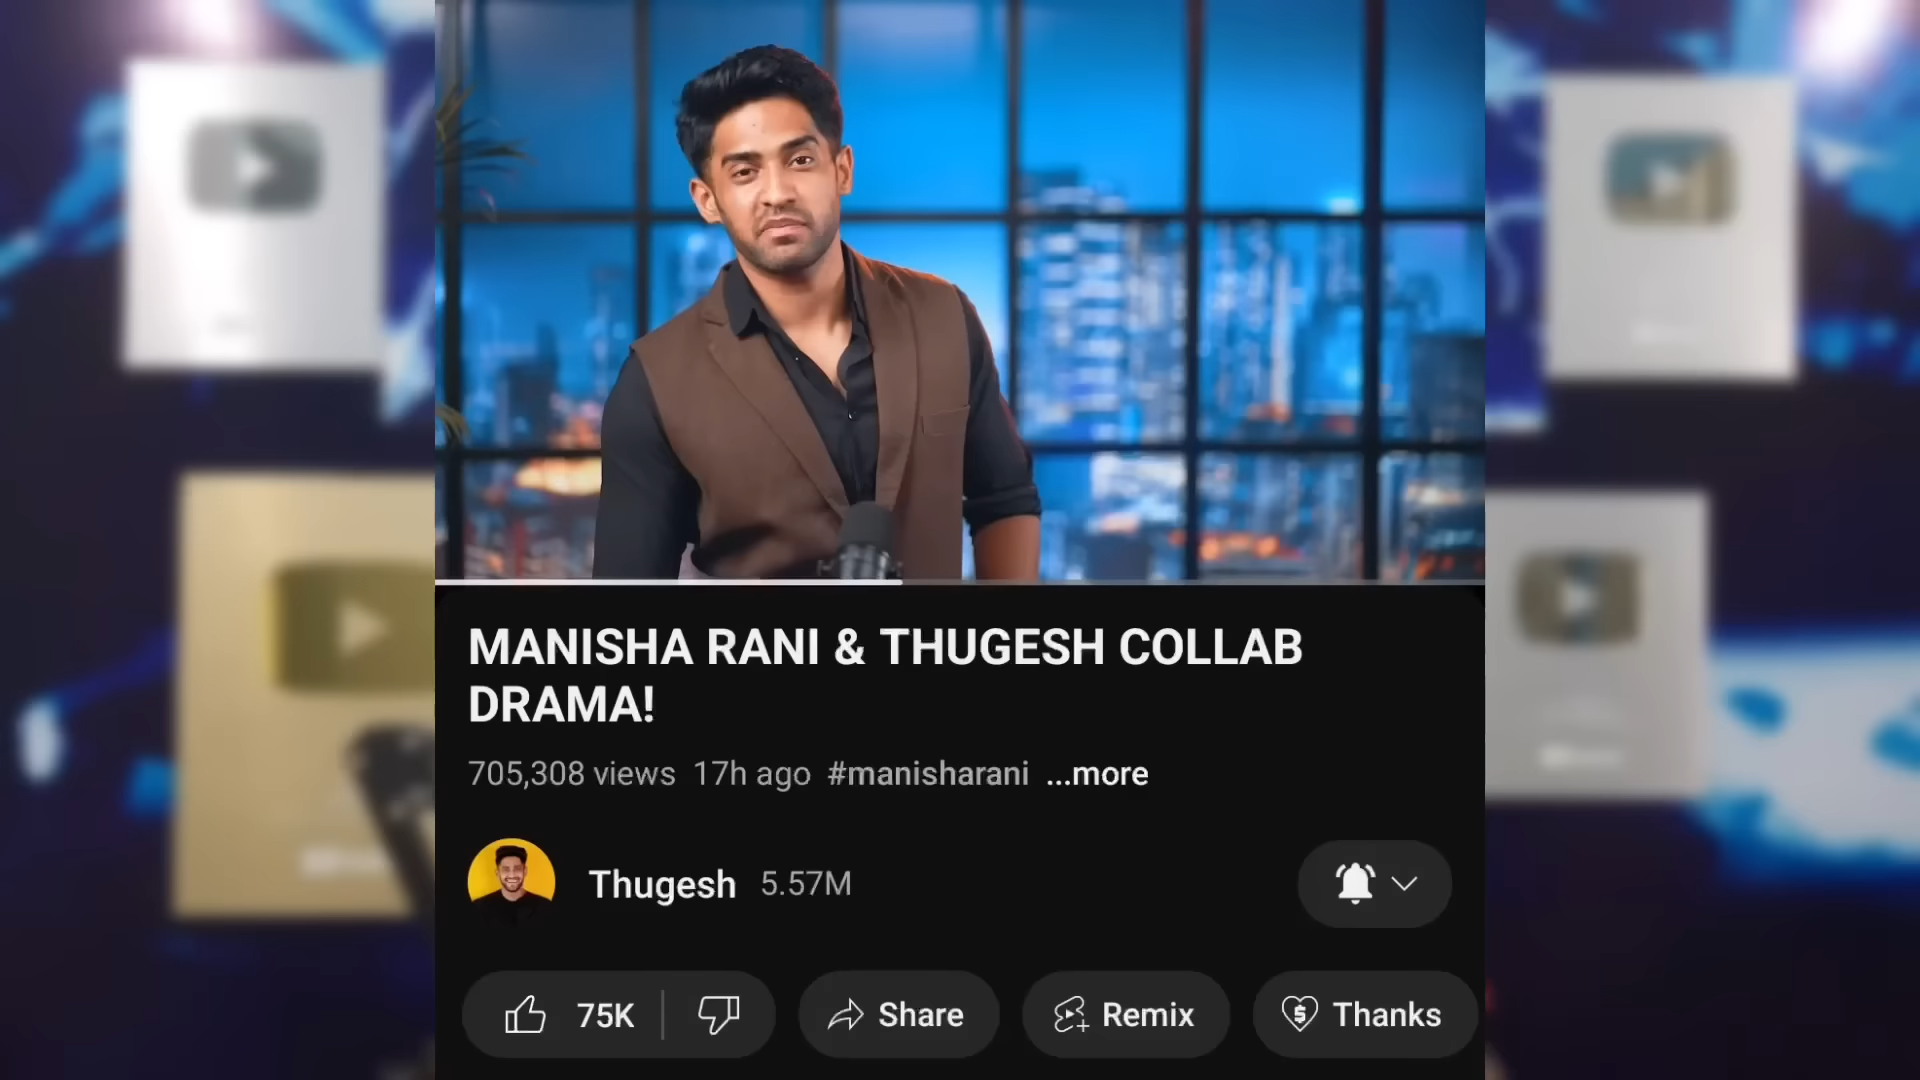 MANISHA RANI & THUGESH COLLAB
DRAMA!
705,308 views 17h ago #manisharani ...more
Thugesh 5.57M
75K Share Remix Thanks